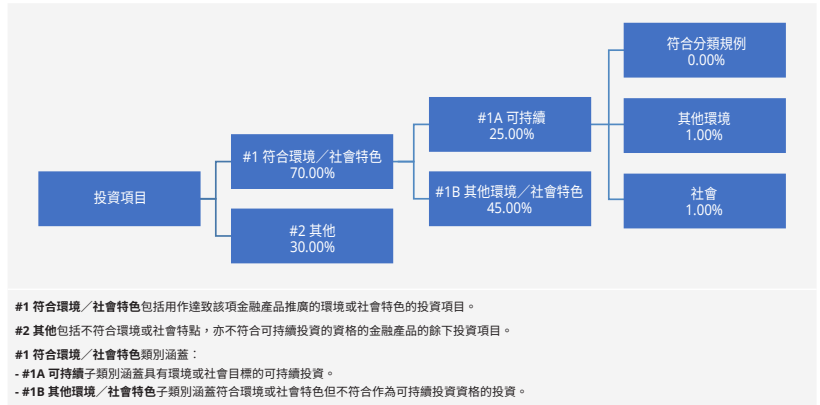 投資項目
#1 符合環境／社會特色
70.00%
#2 其他
30.00%
#1A 可持續
25.00%
#1B 其他環境／社會特色
45.00%
符合分類規例
0.00%
其他環境
1.00%
社會
1.00%
#1 符合環境／社會特色包括用作達致該項金融產品推廣的環境或社會特色的投資項目。
#2 其他包括不符合環境或社會特點，亦不符合可持續投資的資格的金融產品的餘下投資項目。
#1 符合環境／社會特色類別涵蓋：
- #1A 可持續子類別涵蓋具有環境或社會目標的可持續投資。
- #1B 其他環境／社會特色子類別涵蓋符合環境或社會特色但不符合作為可持續投資資格的投資。